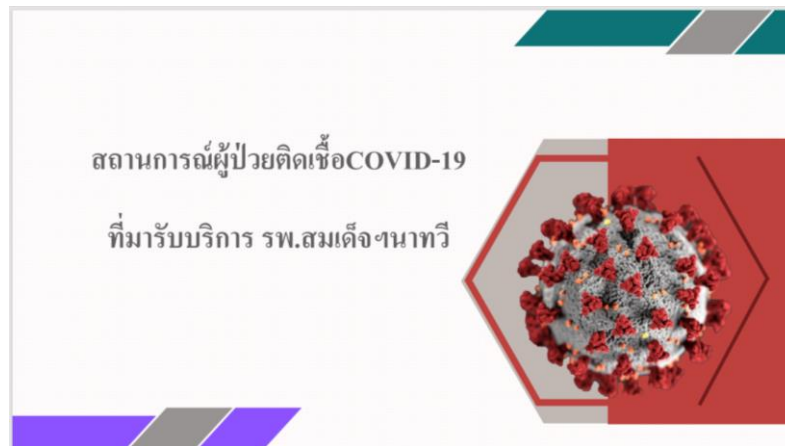 สถานการณ์ผู้ป่วยติดเชื้อCOVID-19
ที่มารับบริการ รพ.สมเด็จฯนาทวี